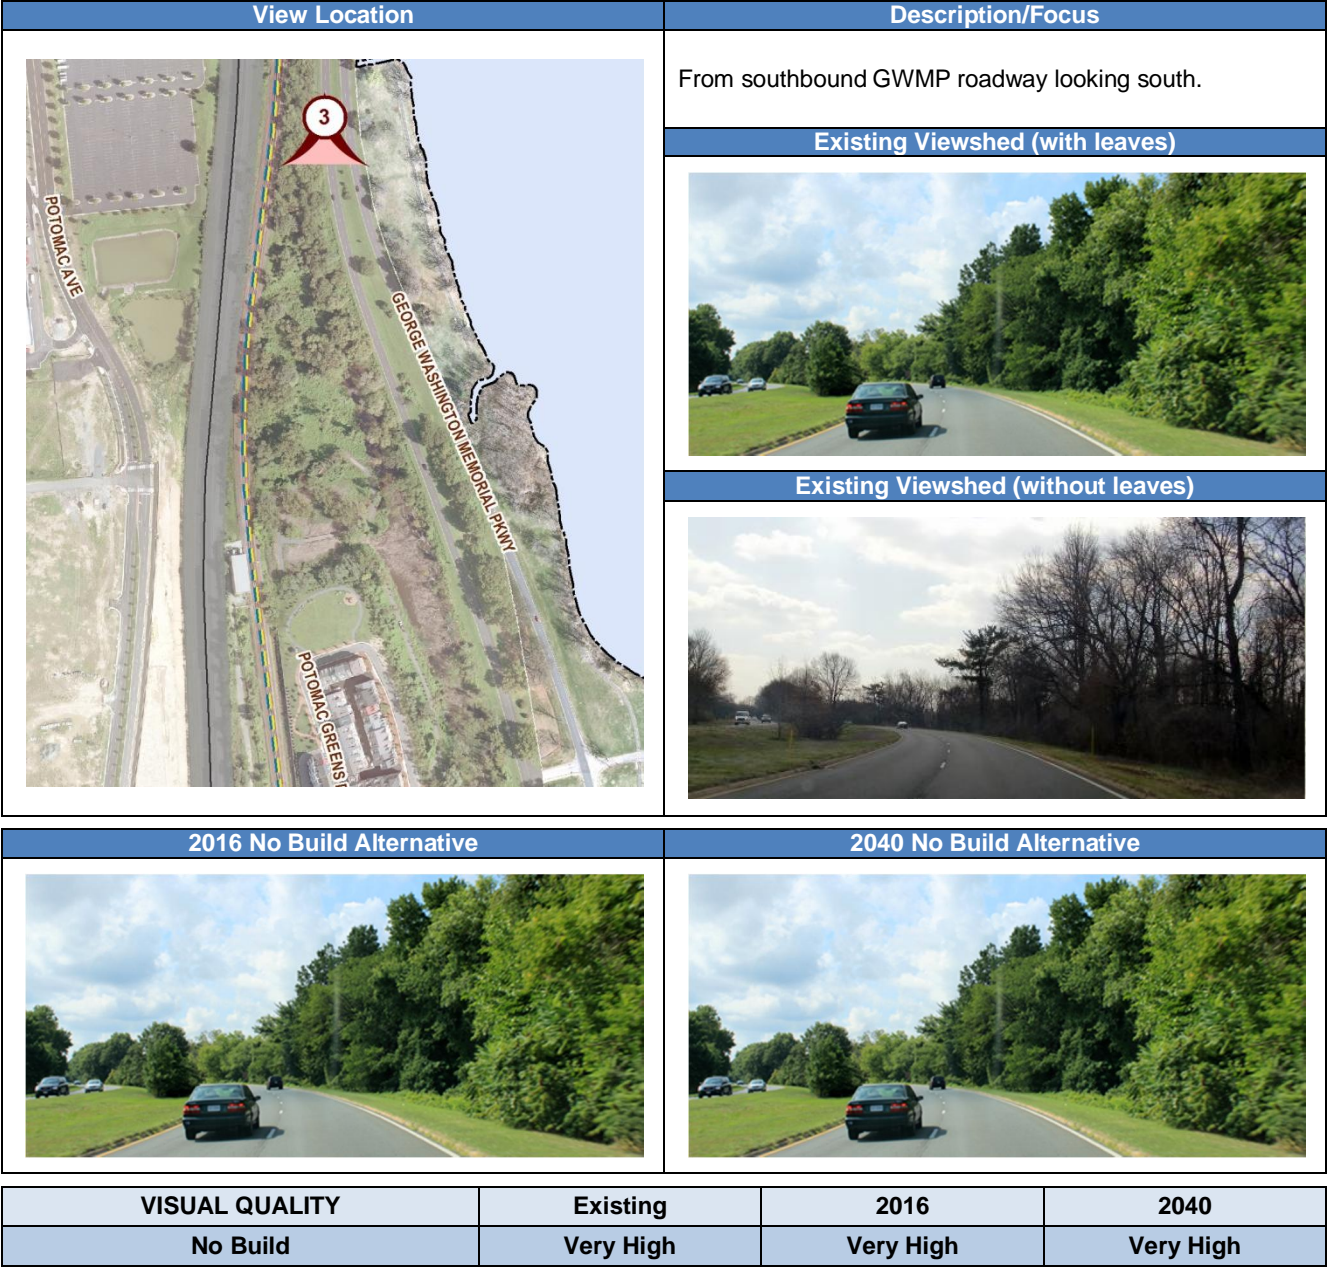 View Location
Description/Focus
3
POTOMAC AVE
GEORGE WASHINGTON MEMORIAL PKWY
POTOMAC GREENS
From southbound GWMP roadway looking south.
Existing Viewshed (with leaves)
Existing Viewshed (without leaves)
2016 No Build Alternative
2040 No Build Alternative
VISUAL QUALITY Existing 2016 2040
No Build Very High Very High Very High